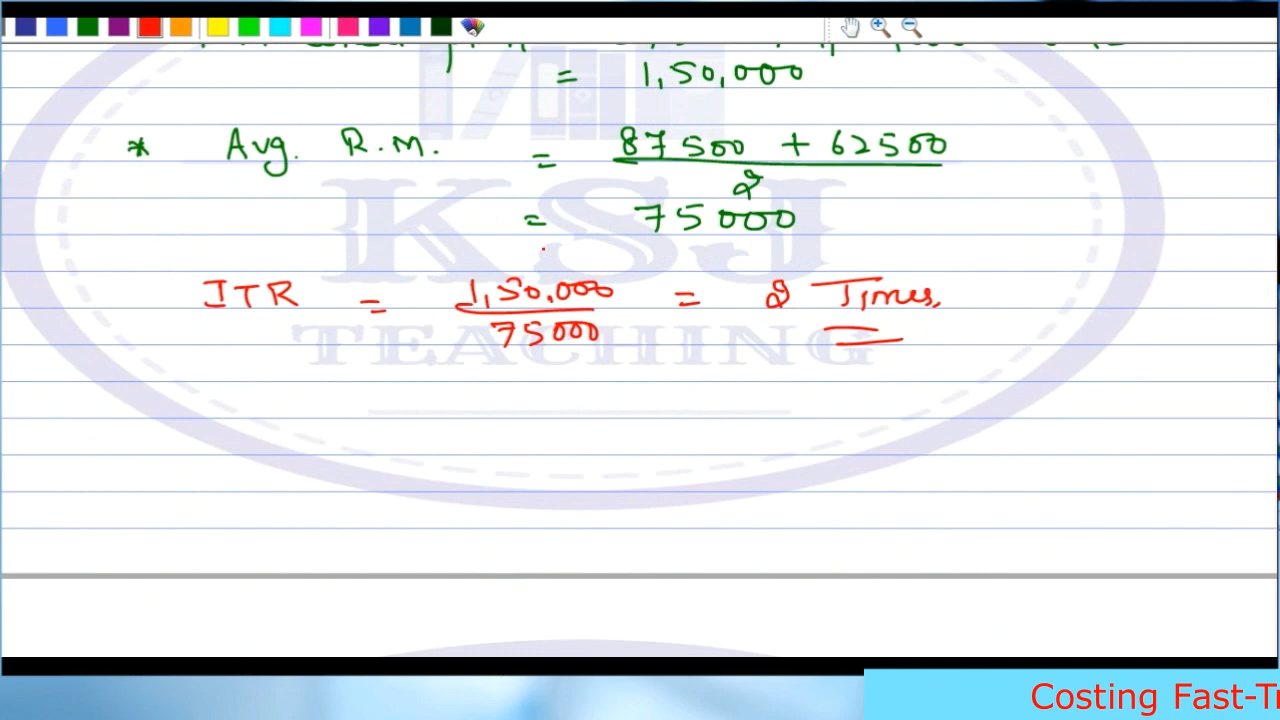 = 1,50,000
* Avg. R.M. = 87500 + 62500
2
= 75000
ITR = 1,50,000 = 2 Times.
75000
KSJ
TEACHING
Costing Fast-T